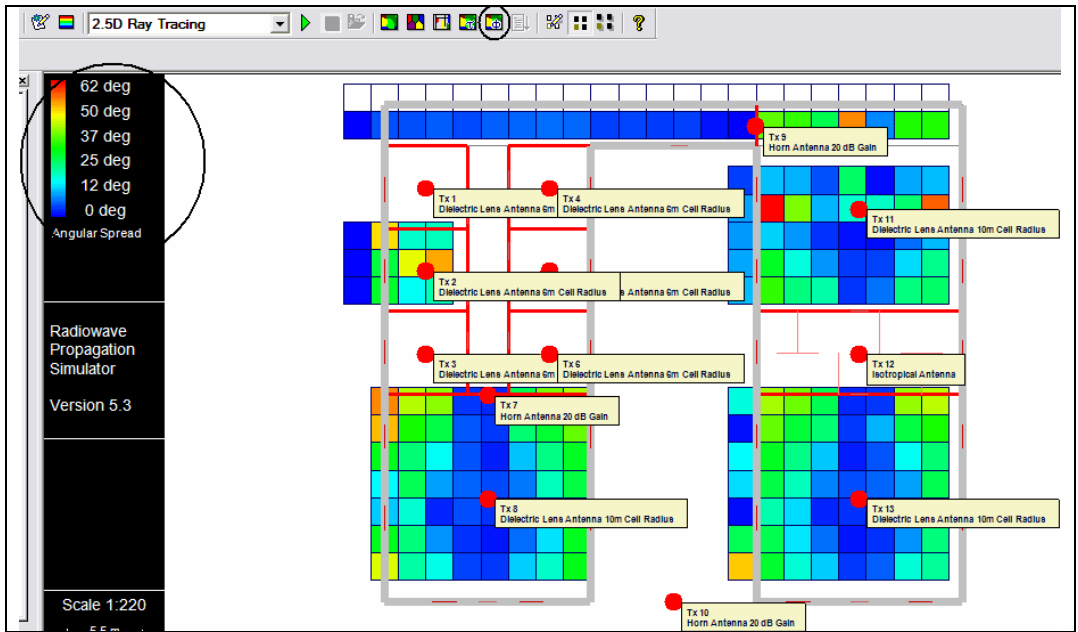 2.5D Ray Tracing
62 deg
50 deg
37 deg
25 deg
12 deg
0 deg
Angular Spread
Radiowave
Propagation
Simulator
Version 5.3
Scale 1:220
5.5 m
Tx 9
Horn Antenna 20 dB Gain
Tx 1
Dielectric Lens Antenna 6m
Tx 4
Dielectric Lens Antenna 6m Cell Radius
Tx 11
Dielectric Lens Antenna 10m Cell Radius
Tx 2
Dielectric Lens Antenna 6m Cell Radius
s Antenna 6m Cell Radius
Tx 3
Dielectric Lens Antenna 6m
Tx 6
Dielectric Lens Antenna 6m Cell Radius
Tx 12
Isotropical Antenna
Tx 7
Horn Antenna 20 dB Gain
Tx 8
Dielectric Lens Antenna 10m Cell Radius
Tx 13
Dielectric Lens Antenna 10m Cell Radius
Tx 10
Horn Antenna 20 dB Gain